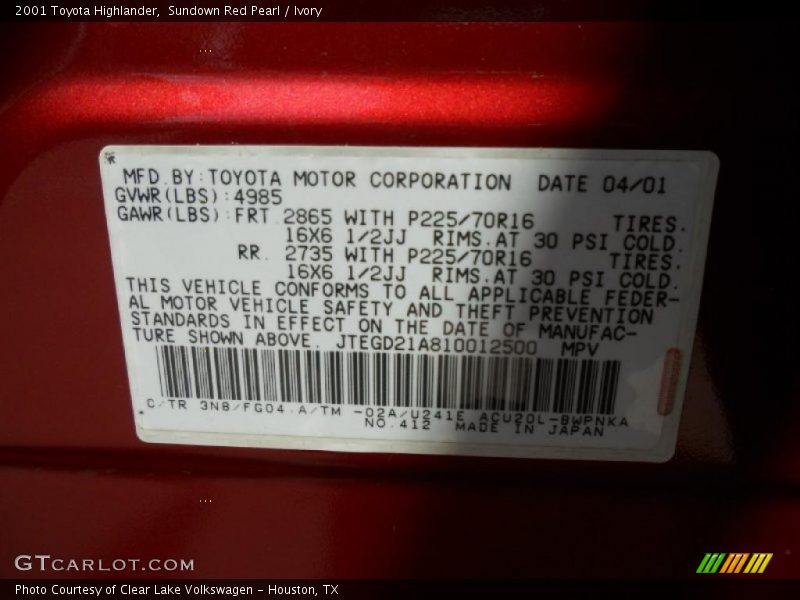 2001 Toyota Highlander,  Sundown Red Pearl / Ivory
MFD. BY: TOYOTA MOTOR CORPORATION DATE 04/01
GVWR(LBS):4985
GAWR(LBS):FRT 2865 WITH P225/70R16 TIRES.
16X6 1/2JJ RIMS.AT 30 PSI COLD.
RR. 2735 WITH P225/70R16 TIRES.
16X6 1/2JJ RIMS.AT 30 PSI COLD.
THIS VEHICLE CONFORMS TO ALL APPLICABLE FEDER-
AL MOTOR VEHICLE SAFETY AND THEFT PREVENTION
STANDARDS IN EFFECT ON THE DATE OF MANUFAC-
TURE SHOWN ABOVE. JTEGD21A810012500 MPV
C/TR 3N8/FG04 A/TM -02A/U241E ACU20L-BWPNKA
NO.412 MADE IN JAPAN
GTCARLOT.COM
Photo Courtesy of Clear Lake Volkswagen - Houston, TX